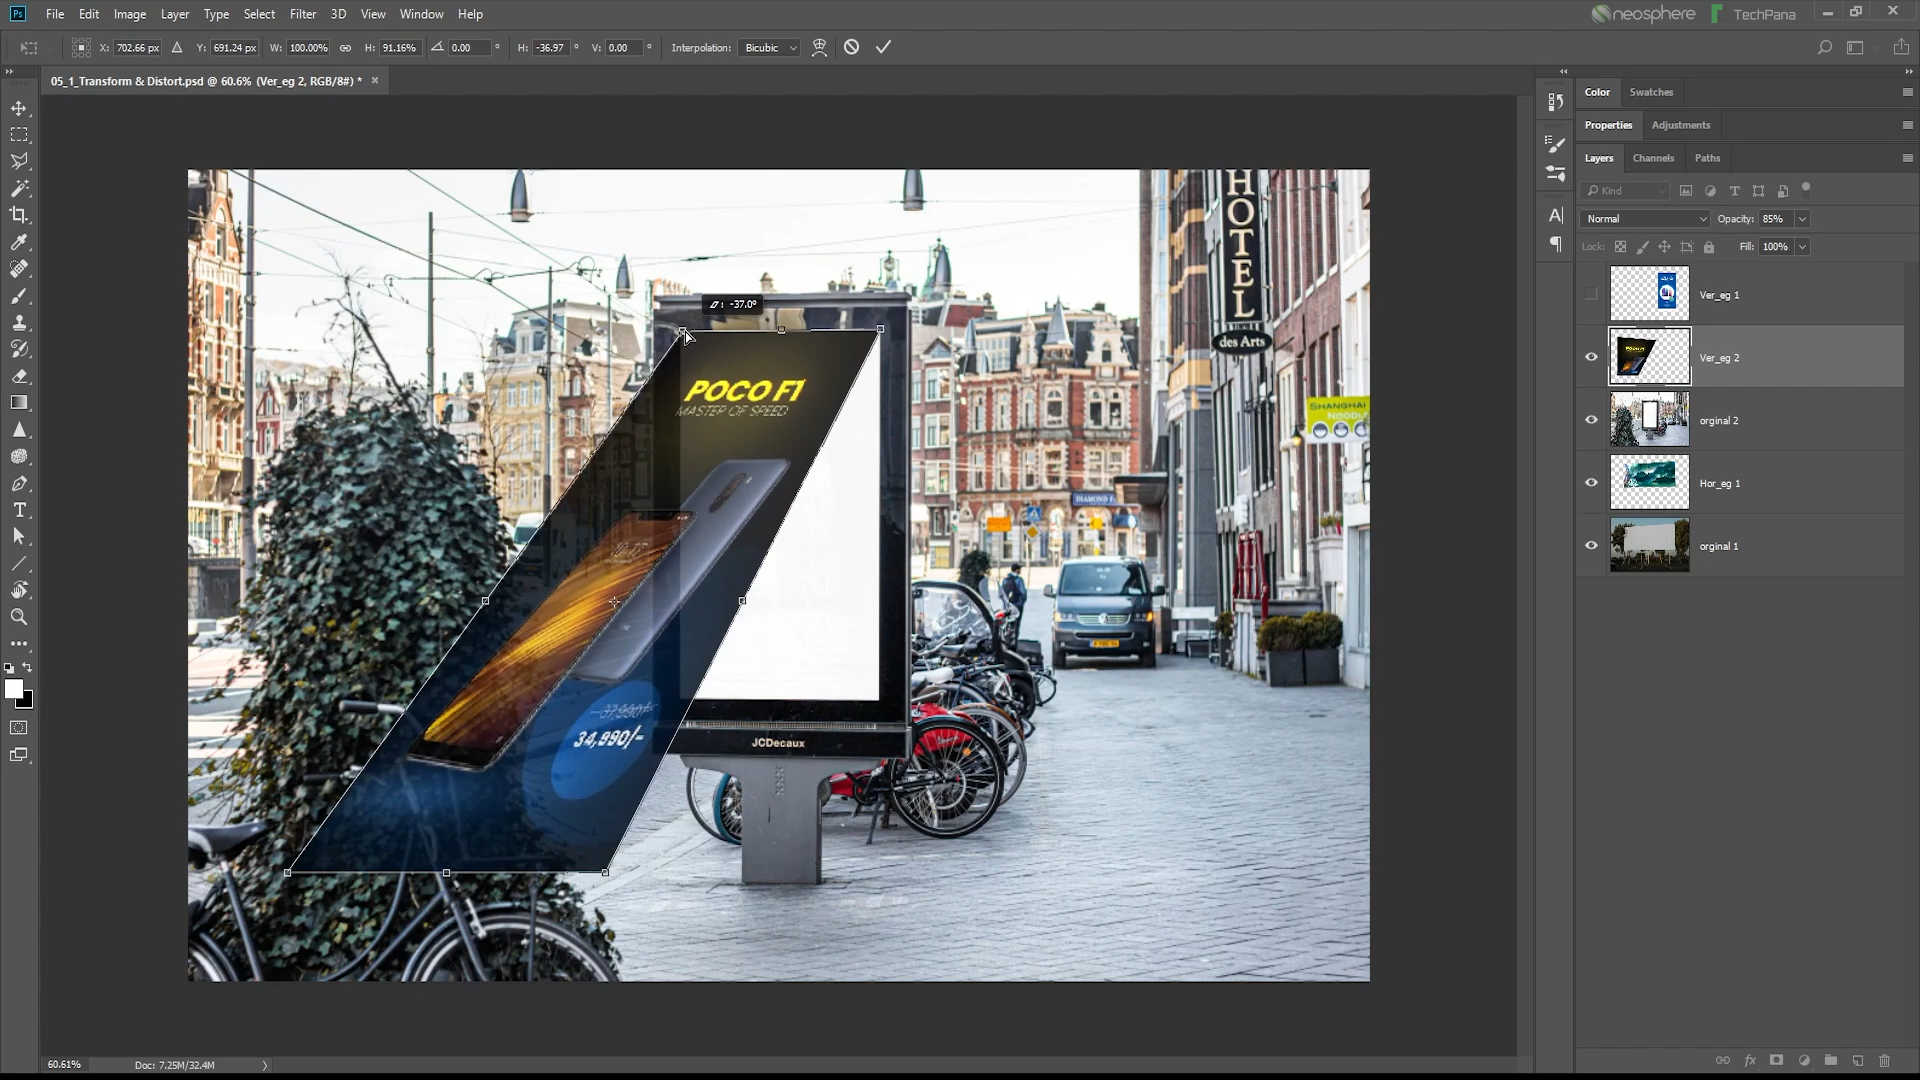 Ps File Edit Image Layer Type Select Filter 3D View Window Help
neosphere TechPana
X: 702.66 px Y: 691.24 px W: 100.00% H: 91.16% 0.00 ° H: -36.97 ° V: 0.00 ° Interpolation: Bicubic
05_1_Transform & Distort.psd @ 60.6% (Ver_eg 2, RGB/8#) * ×
Color Swatches
Properties Adjustments
Layers Channels Paths
Kind
Normal Opacity: 85%
Lock: Fill: 100%
Ver_eg 1
Ver_eg 2
orginal 2
Hor_eg 1
orginal 1
HOTEL
des Arts
SHANGHAI
NOODLE
: -37.0°
POCO F1
MASTER OF SPEED
34,990/-
JCDecaux
60.61% Doc: 7.25M/32.4M